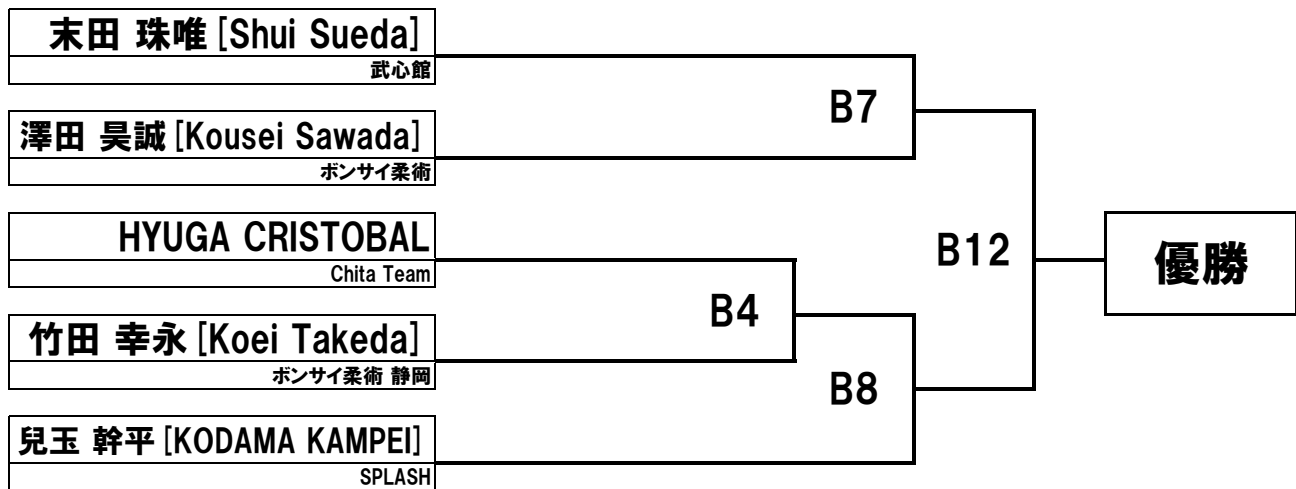 末田 珠唯 [Shui Sueda]
武心館
B7
澤田 昊誠 [Kousei Sawada]
ボンサイ柔術
HYUGA CRISTOBAL
Chita Team
B12
優勝
B4
竹田 幸永 [Koei Takeda]
ボンサイ柔術 静岡
B8
兒玉 幹平 [KODAMA KAMPEI]
SPLASH